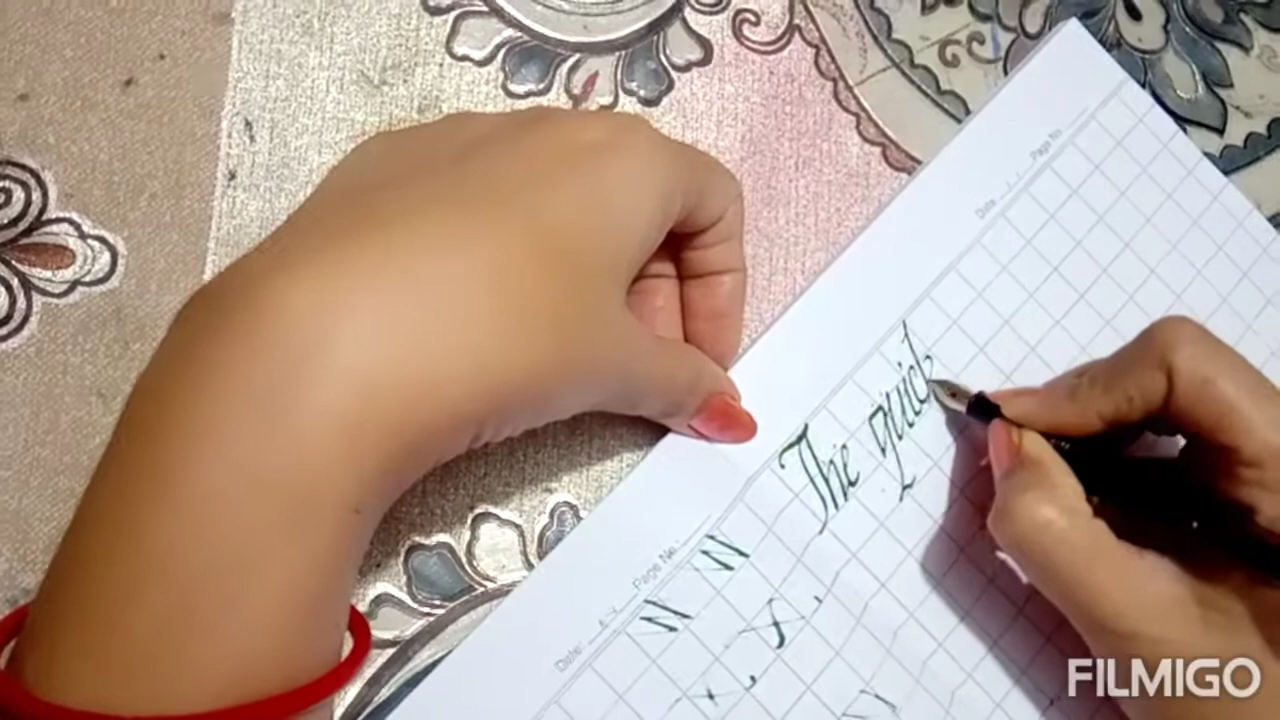 Page No.
Date:
The quick
Date: Page No.:
FILMIGO